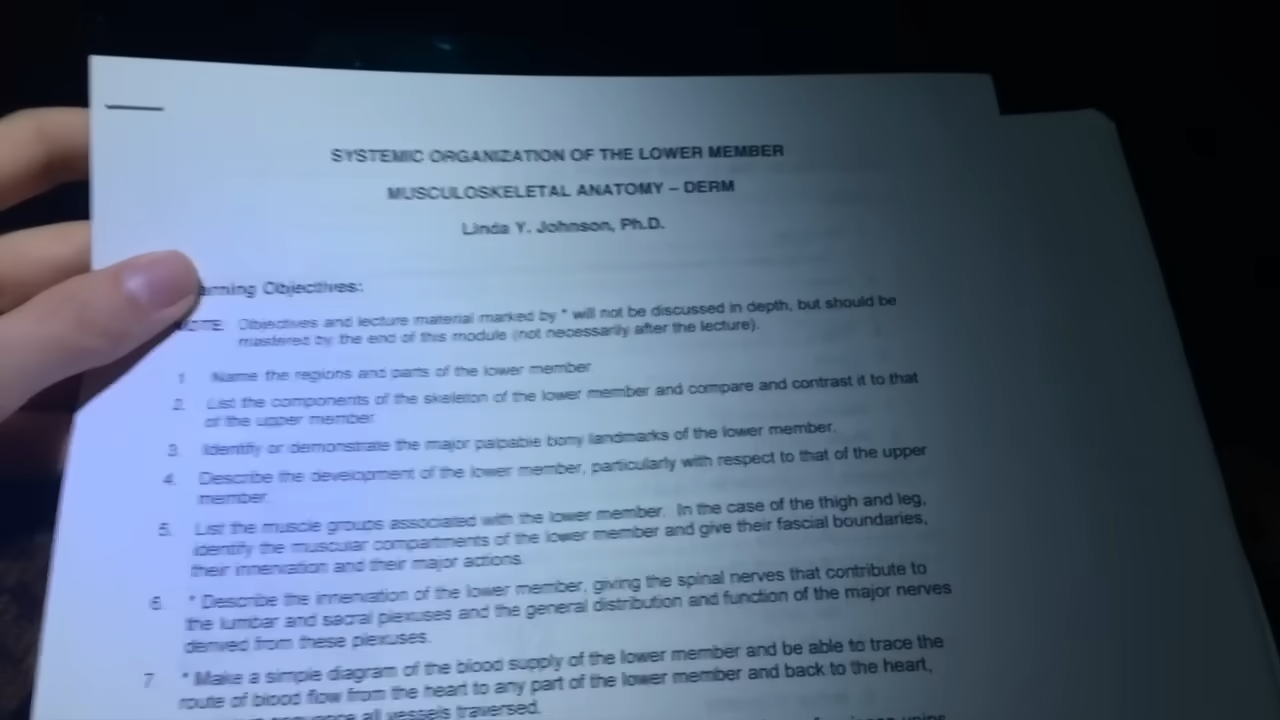 SYSTEMIC ORGANIZATION OF THE LOWER MEMBER
MUSCULOSKELETAL ANATOMY – DERM
Linda Y. Johnson, Ph.D.
arning Objectives:
NOTE: Objectives and lecture material marked by * will not be discussed in depth, but should be
mastered by the end of this module (not necessarily after the lecture).
1. Name the regions and parts of the lower member.
2. List the components of the skeleton of the lower member and compare and contrast it to that
of the upper member.
3. Identify or demonstrate the major palpable bony landmarks of the lower member.
4. Describe the development of the lower member, particularly with respect to that of the upper
member.
5. List the muscle groups associated with the lower member. In the case of the thigh and leg,
identify the muscular compartments of the lower member and give their fascial boundaries,
their innervation and their major actions.
6. * Describe the innervation of the lower member, giving the spinal nerves that contribute to
the lumbar and sacral plexuses and the general distribution and function of the major nerves
derived from these plexuses.
7. * Make a simple diagram of the blood supply of the lower member and be able to trace the
route of blood flow from the heart to any part of the lower member and back to the heart,
sequence all vessels traversed.